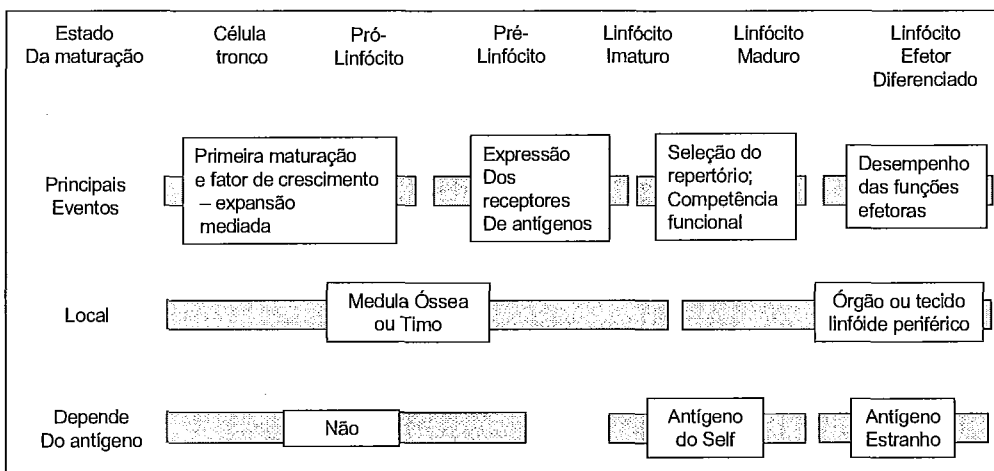 Estado
Da maturação
Célula
tronco
Pró-
Linfócito
Pré-
Linfócito
Linfócito
Imaturo
Linfócito
Maduro
Linfócito
Efetor
Diferenciado
Principais
Eventos
Primeira maturação
e fator de crescimento
– expansão
mediada
Expressão
Dos
receptores
De antígenos
Seleção do
repertório;
Competência
funcional
Desempenho
das funções
efetoras
Local
Medula Óssea
ou Timo
Órgão ou tecido
linfóide periférico
Depende
Do antígeno
Não
Antígeno
do Self
Antígeno
Estranho